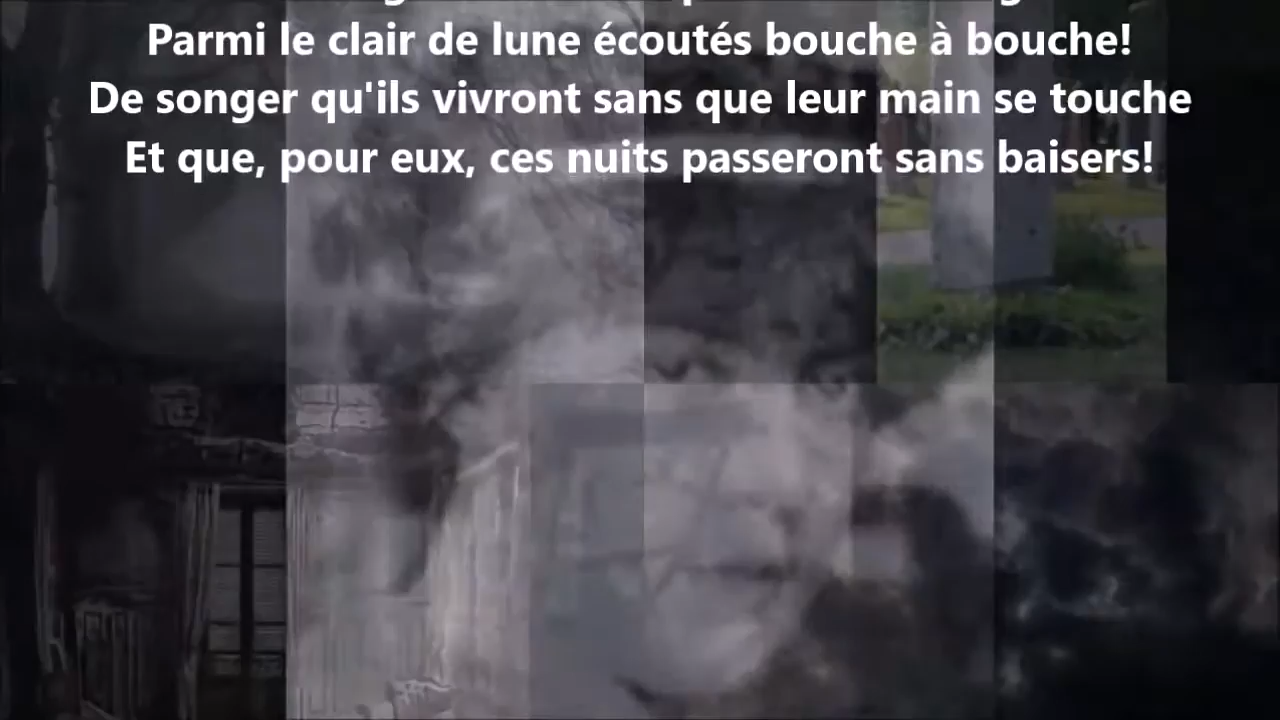 Parmi le clair de lune écoutés bouche à bouche!
De songer qu'ils vivront sans que leur main se touche
Et que, pour eux, ces nuits passeront sans baisers!